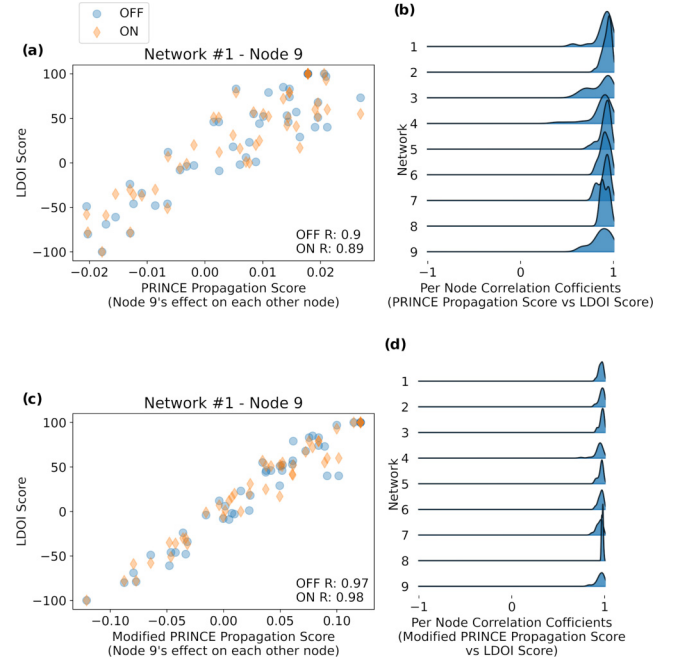 OFF
ON
(a)
Network #1 - Node 9
100
50
0
−50
−100
LDOI Score
OFF R: 0.9
ON R: 0.89
−0.02
−0.01
0.00
0.01
0.02
PRINCE Propagation Score
(Node 9's effect on each other node)
(b)
1
2
3
4
5
6
7
8
9
Network
−1
0
1
Per Node Correlation Cofficients
(PRINCE Propagation Score vs LDOI Score)
(c)
Network #1 - Node 9
100
50
0
−50
−100
LDOI Score
OFF R: 0.97
ON R: 0.98
−0.10
−0.05
0.00
0.05
0.10
Modified PRINCE Propagation Score
(Node 9's effect on each other node)
(d)
1
2
3
4
5
6
7
8
9
Network
−1
0
1
Per Node Correlation Cofficients
(Modified PRINCE Propagation Score
vs LDOI Score)